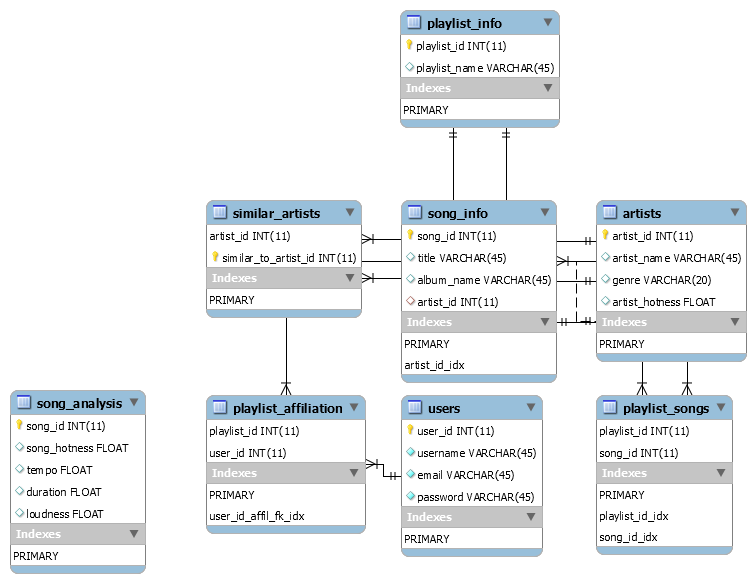 playlist_info
playlist_id INT(11)
playlist_name VARCHAR(45)
Indexes
PRIMARY
similar_artists
artist_id INT(11)
similar_to_artist_id INT(11)
Indexes
PRIMARY
song_info
song_id INT(11)
title VARCHAR(45)
album_name VARCHAR(45)
artist_id INT(11)
Indexes
PRIMARY
artist_id_idx
artists
artist_id INT(11)
artist_name VARCHAR(45)
genre VARCHAR(20)
artist_hotness FLOAT
Indexes
PRIMARY
song_analysis
song_id INT(11)
song_hotness FLOAT
tempo FLOAT
duration FLOAT
loudness FLOAT
Indexes
PRIMARY
playlist_affiliation
playlist_id INT(11)
user_id INT(11)
Indexes
PRIMARY
user_id_affil_fk_idx
users
user_id INT(11)
username VARCHAR(45)
email VARCHAR(45)
password VARCHAR(45)
Indexes
PRIMARY
playlist_songs
playlist_id INT(11)
song_id INT(11)
Indexes
PRIMARY
playlist_id_idx
song_id_idx